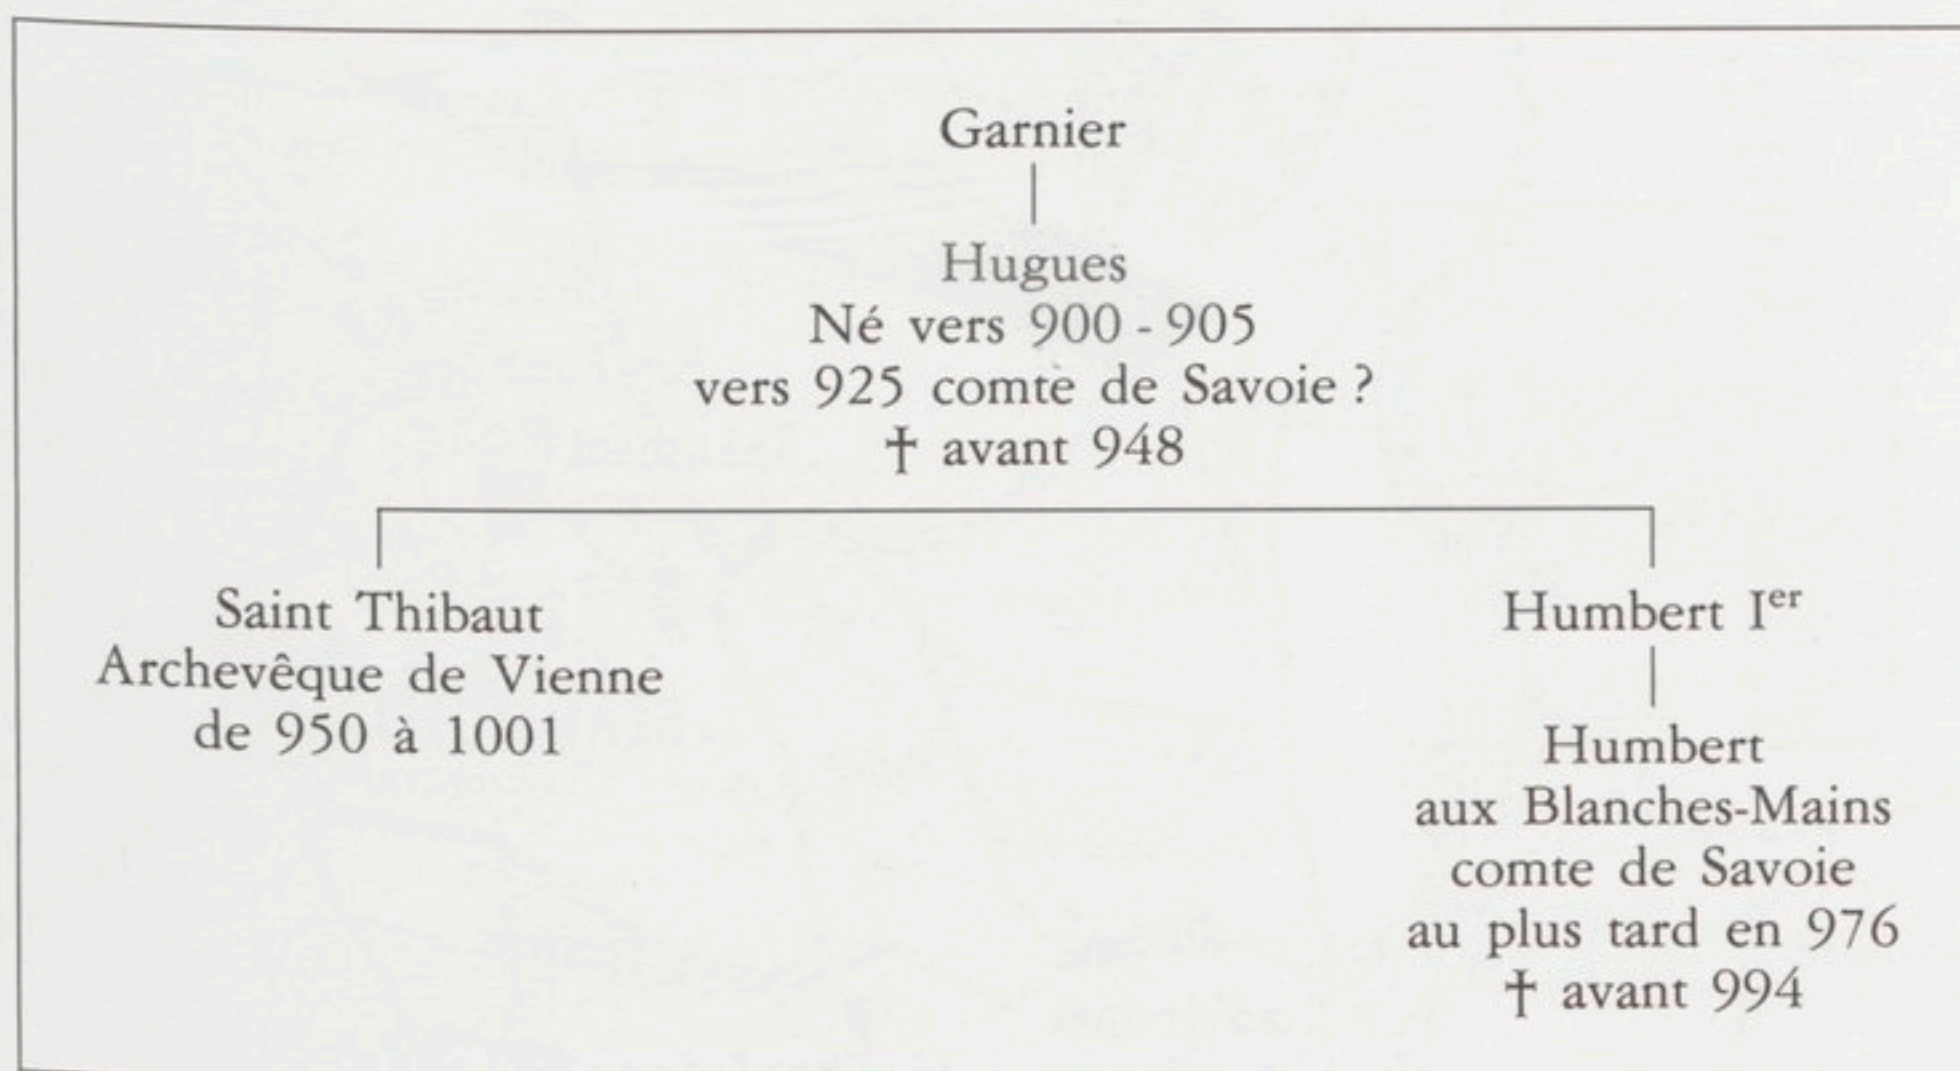 Garnier
Hugues
Né vers 900 - 905
vers 925 comte de Savoie ?
† avant 948
Saint Thibaut
Archevêque de Vienne
de 950 à 1001
Humbert Ier
Humbert
aux Blanches-Mains
comte de Savoie
au plus tard en 976
† avant 994